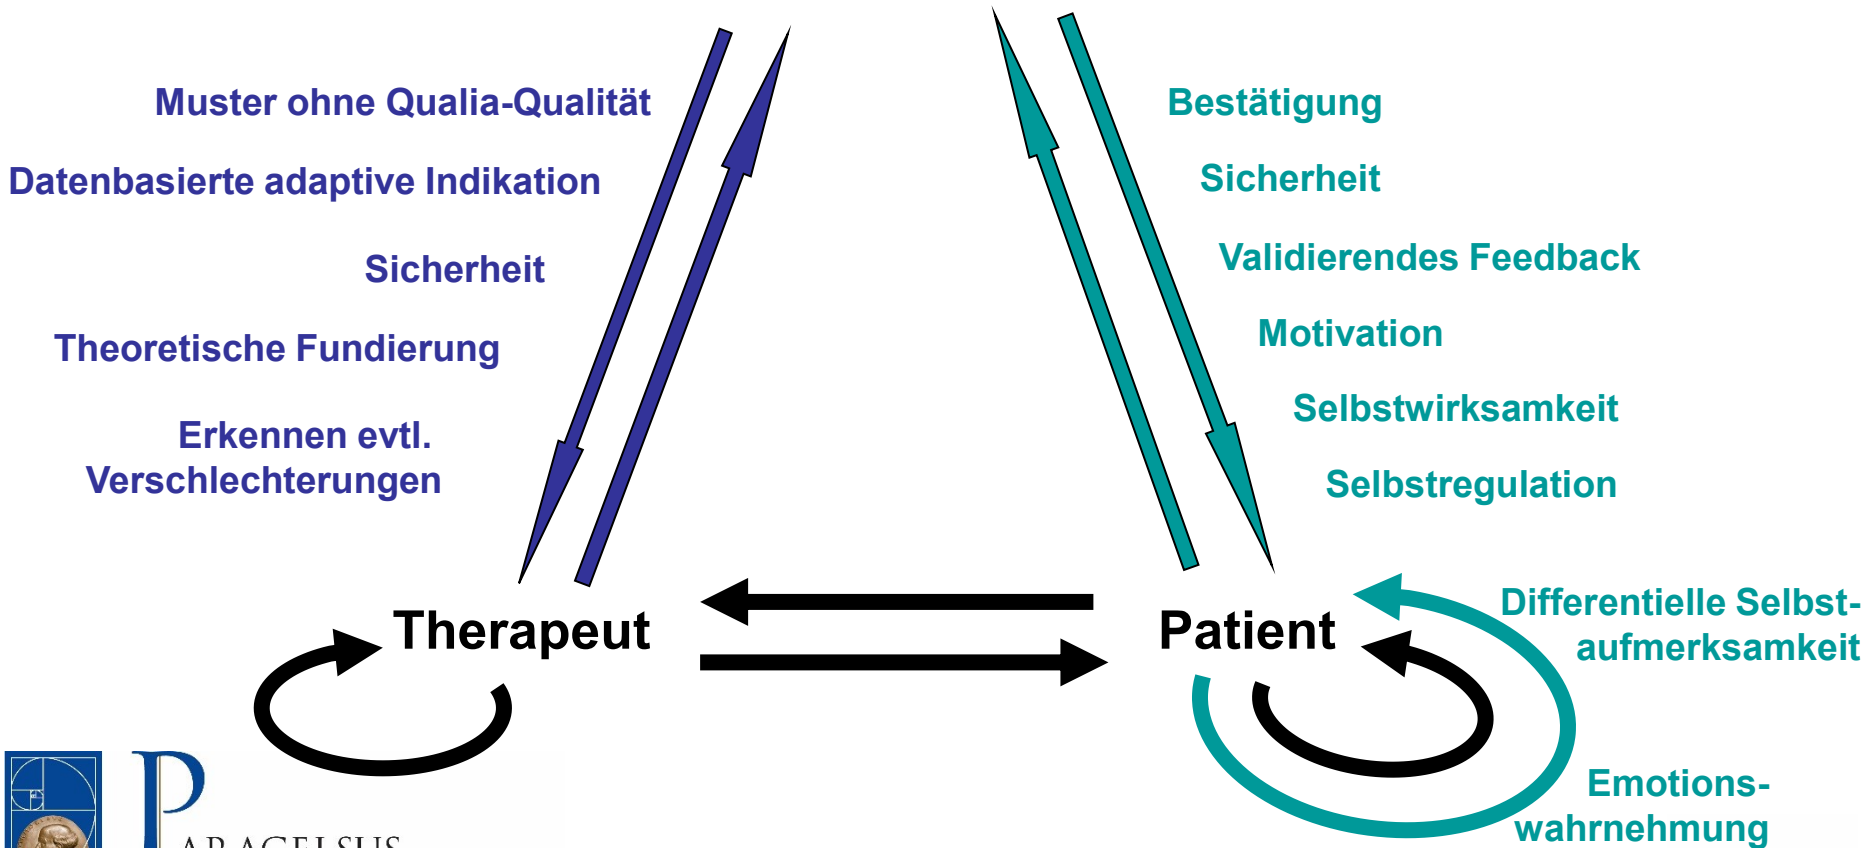 Muster ohne Qualia-Qualität
Datenbasierte adaptive Indikation
Sicherheit
Theoretische Fundierung
Erkennen evtl.
Verschlechterungen
Bestätigung
Sicherheit
Validierendes Feedback
Motivation
Selbstwirksamkeit
Selbstregulation
Therapeut
Patient
Differentielle Selbst-
aufmerksamkeit
Emotions-
wahrnehmung
PARACELSUS